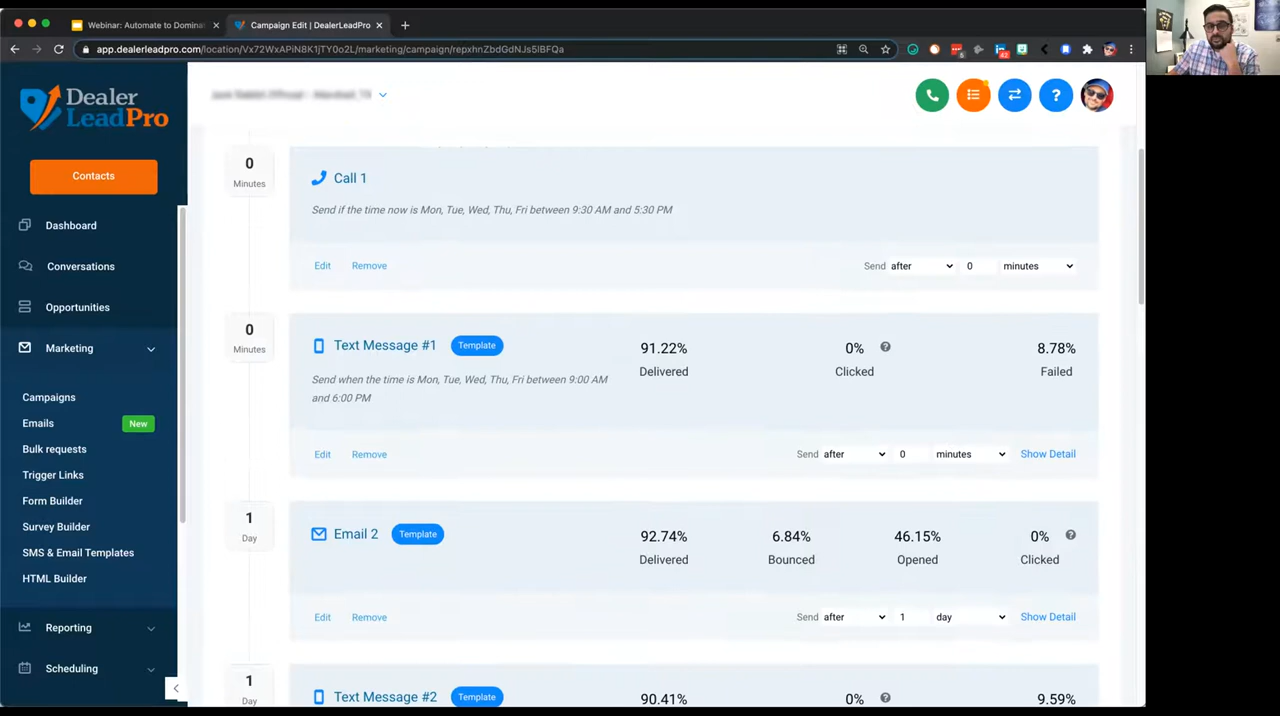 Webinar: Automate to Domina
Campaign Edit | DealerLeadPro
app.dealerleadpro.com/location/Vx72WxAPiN8K1jTY0o2L/marketing/campaign/repxhnZbdGdNJs5IBFQa
Dealer
LeadPro
Contacts
Dashboard
Conversations
Opportunities
Marketing
Campaigns
Emails New
Bulk requests
Trigger Links
Form Builder
Survey Builder
SMS & Email Templates
HTML Builder
Reporting
Scheduling
0
Minutes
Call 1
Send if the time now is Mon, Tue, Wed, Thu, Fri between 9:30 AM and 5:30 PM
Edit Remove Send after 0 minutes
0
Minutes
Text Message #1 Template
Send when the time is Mon, Tue, Wed, Thu, Fri between 9:00 AM
and 6:00 PM
91.22%
Delivered
0%
Clicked
8.78%
Failed
Edit Remove Send after 0 minutes Show Detail
1
Day
Email 2 Template
92.74%
Delivered
6.84%
Bounced
46.15%
Opened
0%
Clicked
Edit Remove Send after 1 day Show Detail
1
Day
Text Message #2 Template
90.41%
0%
9.59%